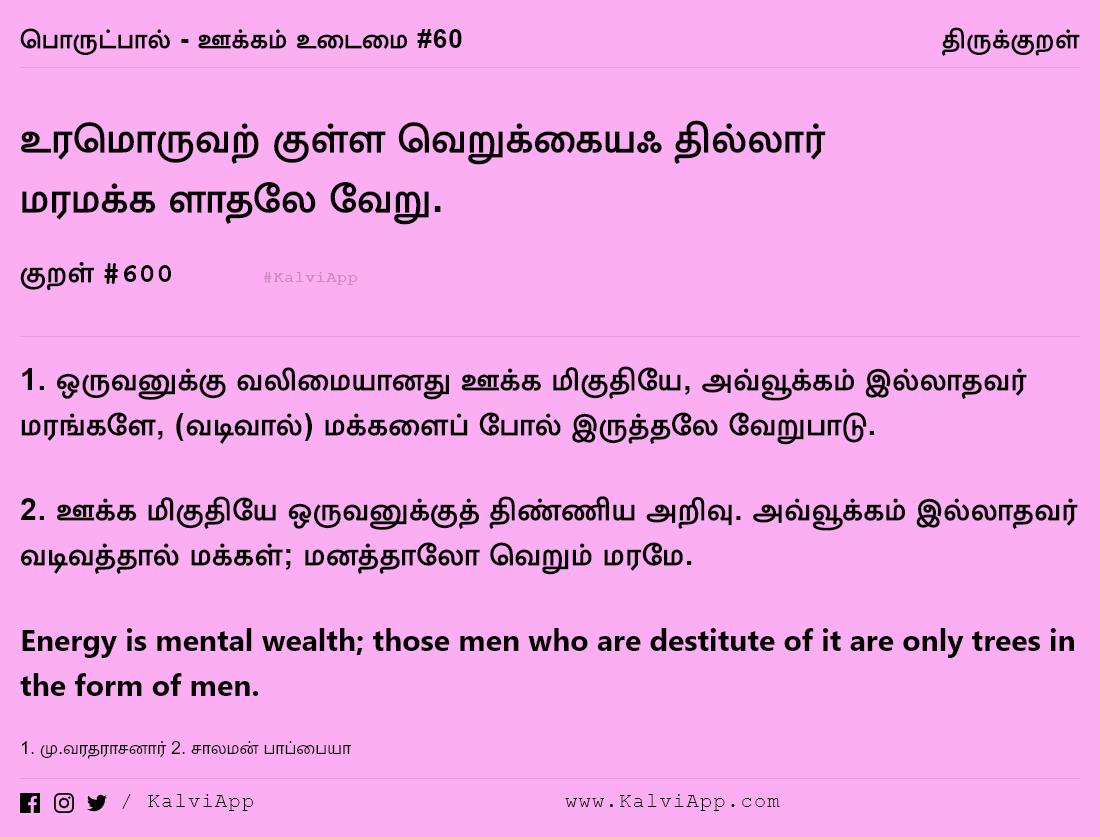 பொருட்பால் - ஊக்கம் உடைமை #60 திருக்குறள்
உரமொருவற் குள்ள வெறுக்கையஃ தில்லார்
மரமக்க ளாதலே வேறு.
குறள் #600 #KalviApp
1. ஒருவனுக்கு வலிமையானது ஊக்க மிகுதியே, அவ்வூக்கம் இல்லாதவர்
மரங்களே, (வடிவால்) மக்களைப் போல் இருத்தலே வேறுபாடு.
2. ஊக்க மிகுதியே ஒருவனுக்குத் திண்ணிய அறிவு. அவ்வூக்கம் இல்லாதவர்
வடிவத்தால் மக்கள்; மனத்தாலோ வெறும் மரமே.
Energy is mental wealth; those men who are destitute of it are only trees in
the form of men.
1. மு.வரதராசனார் 2. சாலமன் பாப்பையா
/ KalviApp www.KalviApp.com